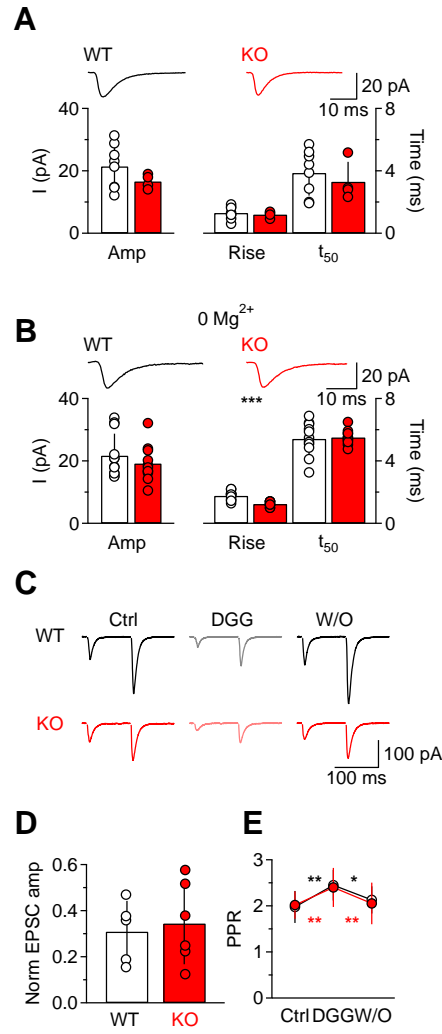 A
WT KO
20 pA
10 ms
40 8
I (pA) 20 4 Time (ms)
0 0
Amp Rise t50
B 0 Mg2+
WT KO
20 pA
10 ms
***
40 8
I (pA) 20 4 Time (ms)
0 0
Amp Rise t50
C
Ctrl DGG W/O
WT
KO
100 pA
100 ms
D E
Norm EPSC amp
0.6
0.4
0.2
0.0
WT KO
PPR
3
2
1
0
** *
** **
Ctrl DGG W/O